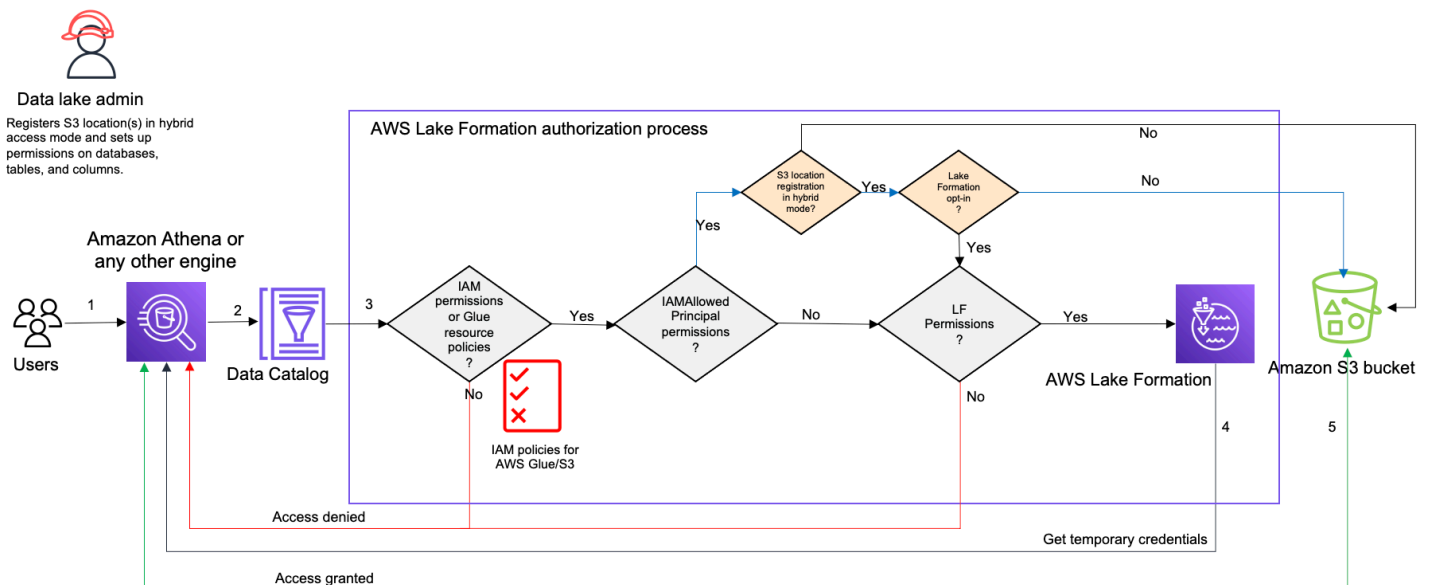 Data lake admin
Registers S3 location(s) in hybrid
access mode and sets up
permissions on databases,
tables, and columns.
AWS Lake Formation authorization process
No
S3 location
registration
in hybrid
mode?
Yes
Lake
Formation
opt-in
?
No
Yes
Yes
Amazon Athena or
any other engine
1
2
3
IAM
permissions
or Glue
resource
policies
?
Yes
IAMAllowed
Principal
permissions
?
No
LF
Permissions
?
Yes
Users
Data Catalog
AWS Lake Formation
Amazon S3 bucket
No
No
IAM policies for
AWS Glue/S3
4
5
Access denied
Get temporary credentials
Access granted